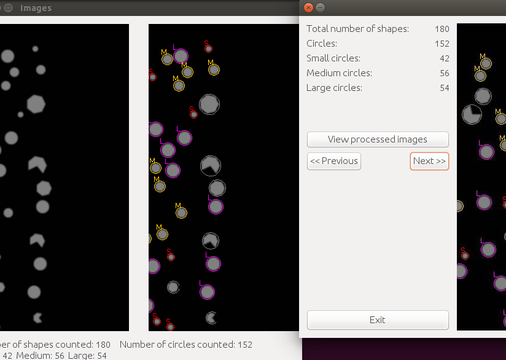 Images
Total number of shapes: 180
Circles: 152
Small circles: 42
Medium circles: 56
Large circles: 54
View processed images
<< Previous
Next >>
Exit
er of shapes counted: 180 Number of circles counted: 152
42 Medium: 56 Large: 54